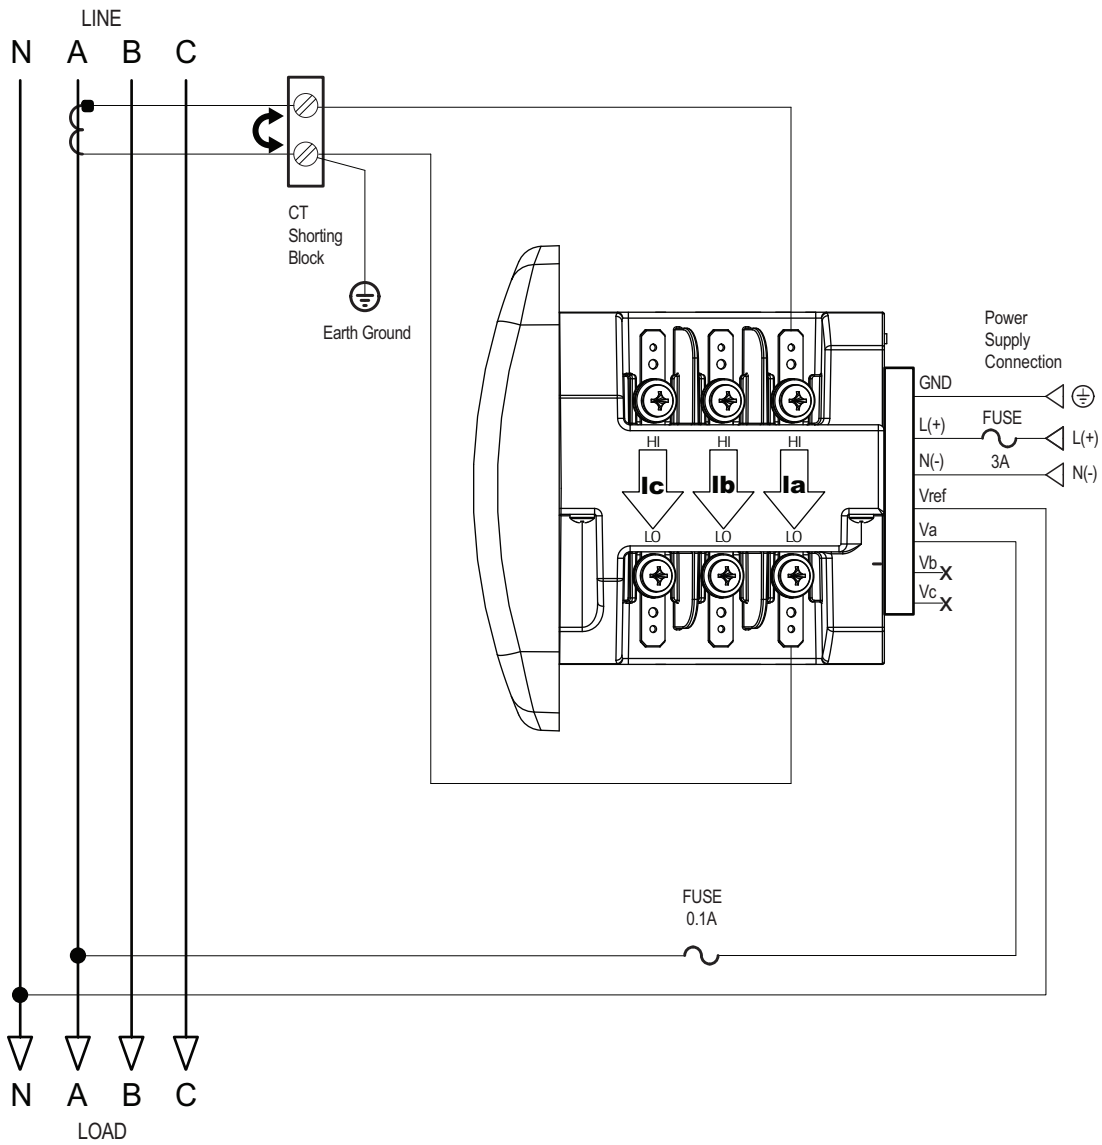 LINE
N A B C
CT
Shorting
Block
Earth Ground
Power
Supply
Connection
GND
L(+)
FUSE
3A
L(+)
N(-)
N(-)
Vref
Va
Vb X
Vc X
HI HI HI
Ic Ib Ia
LO LO LO
FUSE
0.1A
N A B C
LOAD